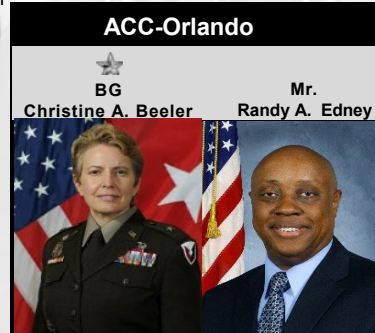 ACC-Orlando
BG
Christine A. Beeler
Mr.
Randy A. Edney